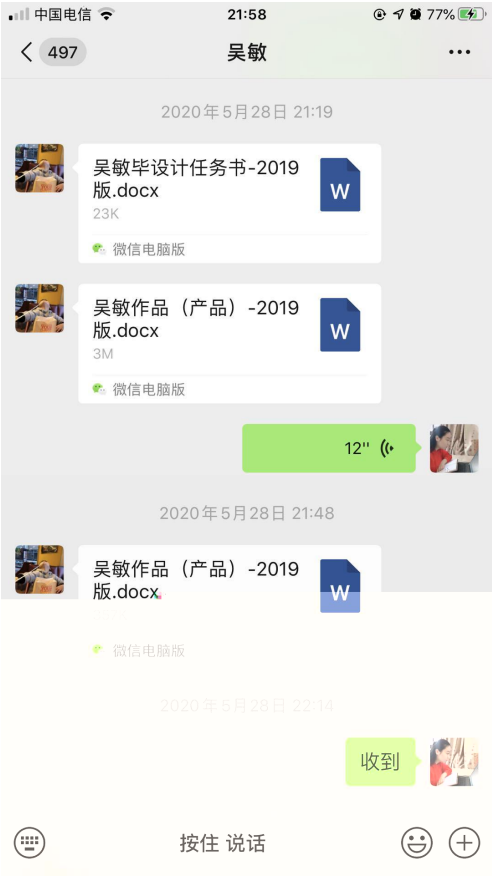 中国电信
21:58
77%
497
吴敏
2020年5月28日 21:19
吴敏毕设计任务书-2019
版.docx
23K
W
微信电脑版
吴敏作品（产品）-2019
版.docx
3M
W
微信电脑版
12''
2020年5月28日 21:48
吴敏作品（产品）-2019
版.docx
W
微信电脑版
2020年5月28日 22:14
收到
按住 说话